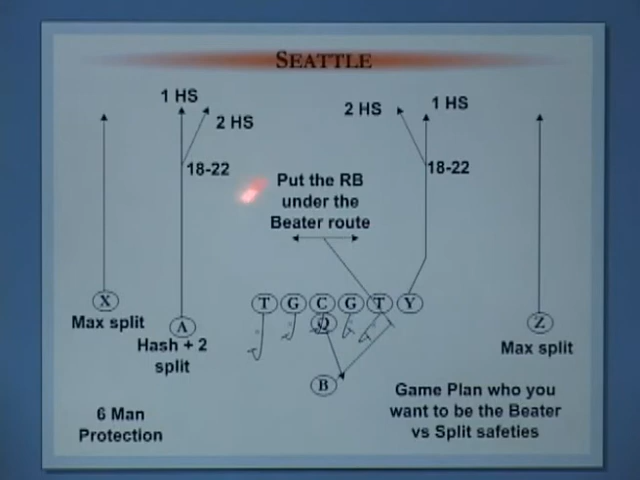 SEATTLE
1 HS
2 HS
2 HS
1 HS
18-22
18-22
Put the RB
under the
Beater route
X
Max split
A
Hash + 2
split
T G C G T Y
Q
B
Z
Max split
6 Man
Protection
Game Plan who you
want to be the Beater
vs Split safeties